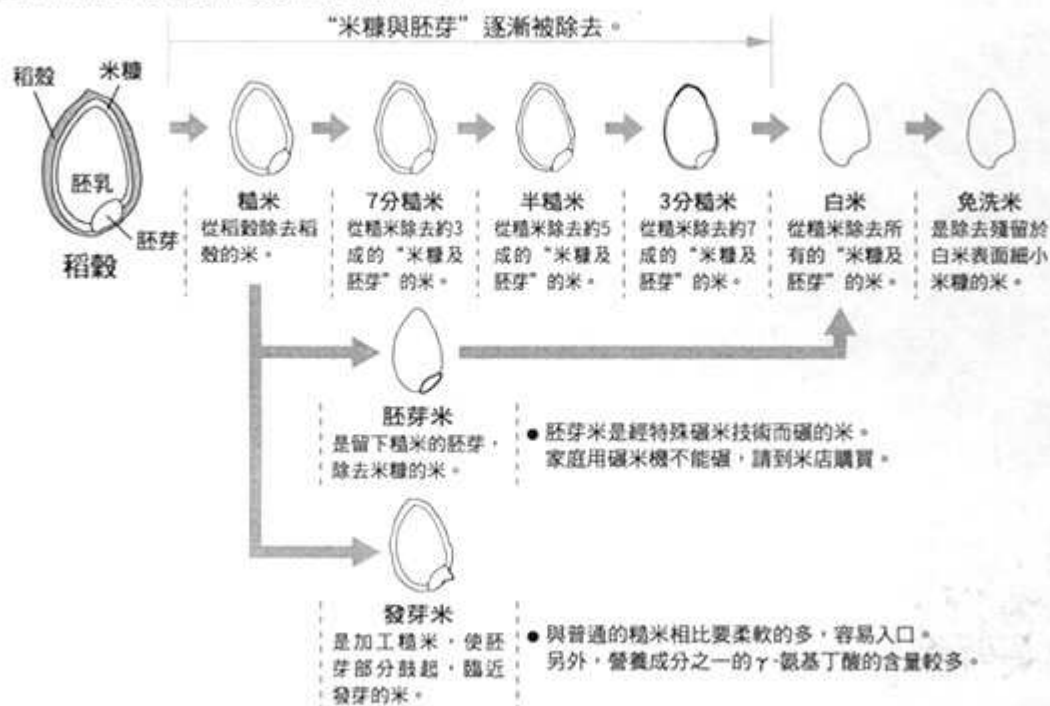 “米糠與胚芽”逐漸被除去。
稻殼
米糠
胚乳
胚芽
稻穀
糙米
從稻穀除去稻
殼的米。
7分糙米
從糙米除去約3
成的“米糠及
胚芽”的米。
半糙米
從糙米除去約5
成的“米糠及
胚芽”的米。
3分糙米
從糙米除去約7
成的“米糠及
胚芽”的米。
白米
從糙米除去所
有的“米糠及
胚芽”的米。
免洗米
是除去殘留於
白米表面細小
米糠的米。
胚芽米
是留下糙米的胚芽，
除去米糠的米。
● 胚芽米是經特殊碾米技術而碾的米。
家庭用碾米機不能碾，請到米店購買。
發芽米
是加工糙米，使胚
芽部分鼓起，臨近
發芽的米。
● 與普通的糙米相比要柔軟的多，容易入口。
另外，營養成分之一的γ-氨基丁酸的含量較多。